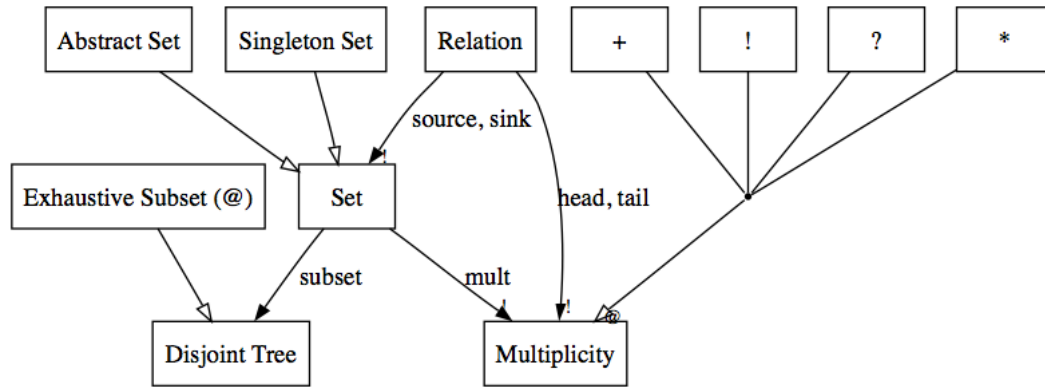 Abstract Set
Singleton Set
Relation
+
!
?
*
source, sink
!
Exhaustive Subset (@)
Set
head, tail
subset
mult
!
!
@
Disjoint Tree
Multiplicity